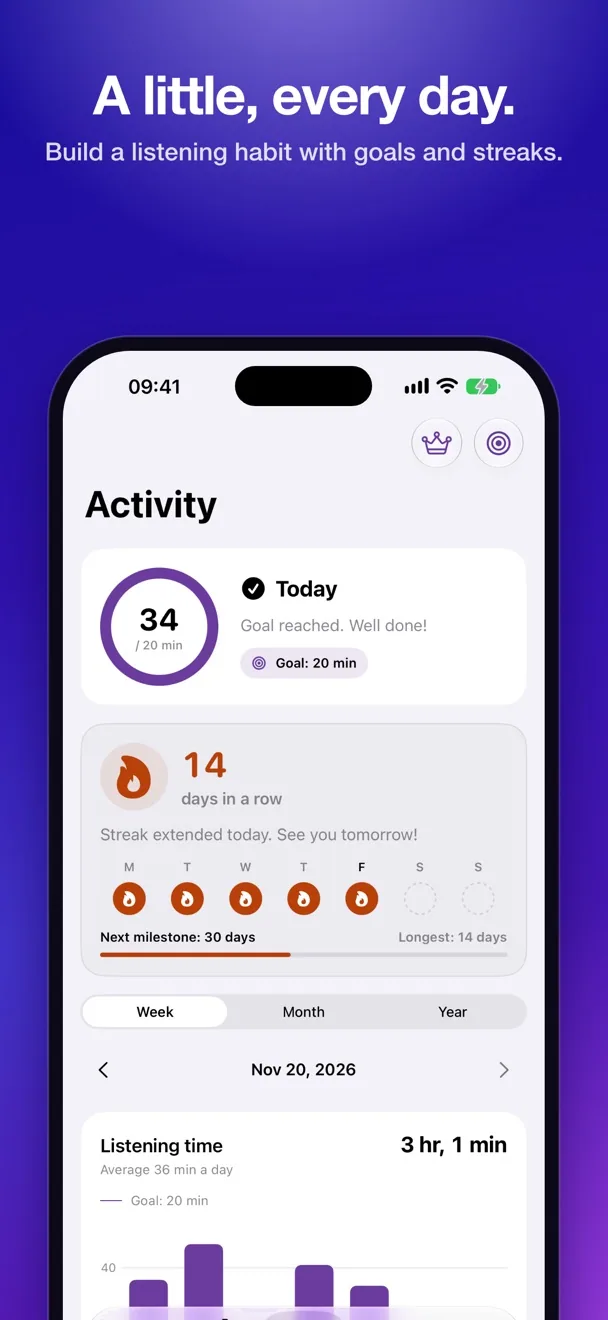 A little, every day.
Build a listening habit with goals and streaks.
09:41
Activity
34
/ 20 min
Today
Goal reached. Well done!
Goal: 20 min
14
days in a row
Streak extended today. See you tomorrow!
M T W T F S S
Next milestone: 30 days Longest: 14 days
Week Month Year
Nov 20, 2026
Listening time 3 hr, 1 min
Average 36 min a day
Goal: 20 min
40